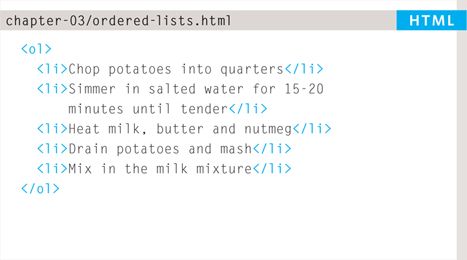 chapter-03/ordered-lists.html HTML
<ol>
<li>Chop potatoes into quarters</li>
<li>Simmer in salted water for 15-20
minutes until tender</li>
<li>Heat milk, butter and nutmeg</li>
<li>Drain potatoes and mash</li>
<li>Mix in the milk mixture</li>
</ol>